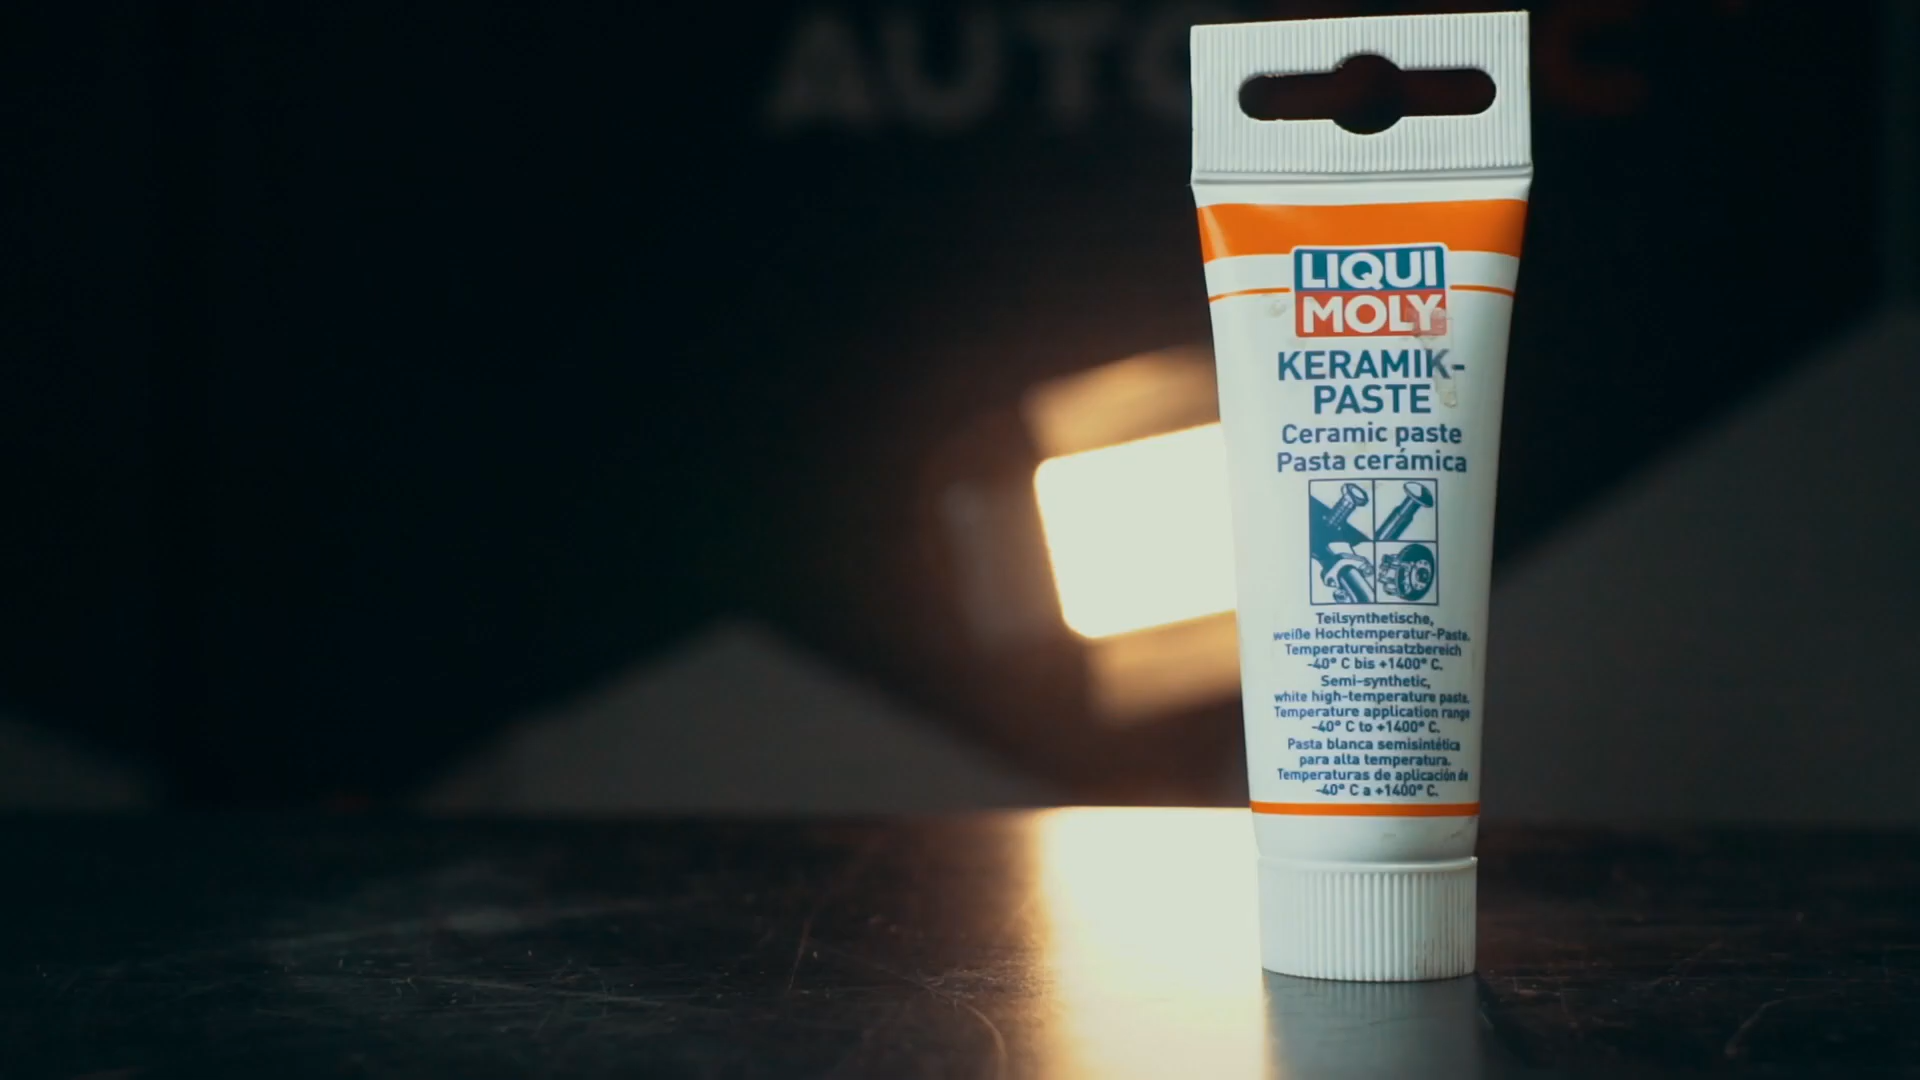 AUTO
LIQUI
MOLY
KERAMIK-
PASTE
Ceramic paste
Pasta cerámica
Teilsynthetische,
weiße Hochtemperatur-Paste.
Temperatureinsatzbereich
-40° C bis +1400° C.
Semi-synthetic,
white high-temperature paste.
Temperature application range
-40° C to +1400° C.
Pasta blanca semisintética
para alta temperatura.
Temperaturas de aplicación de
-40° C a +1400° C.